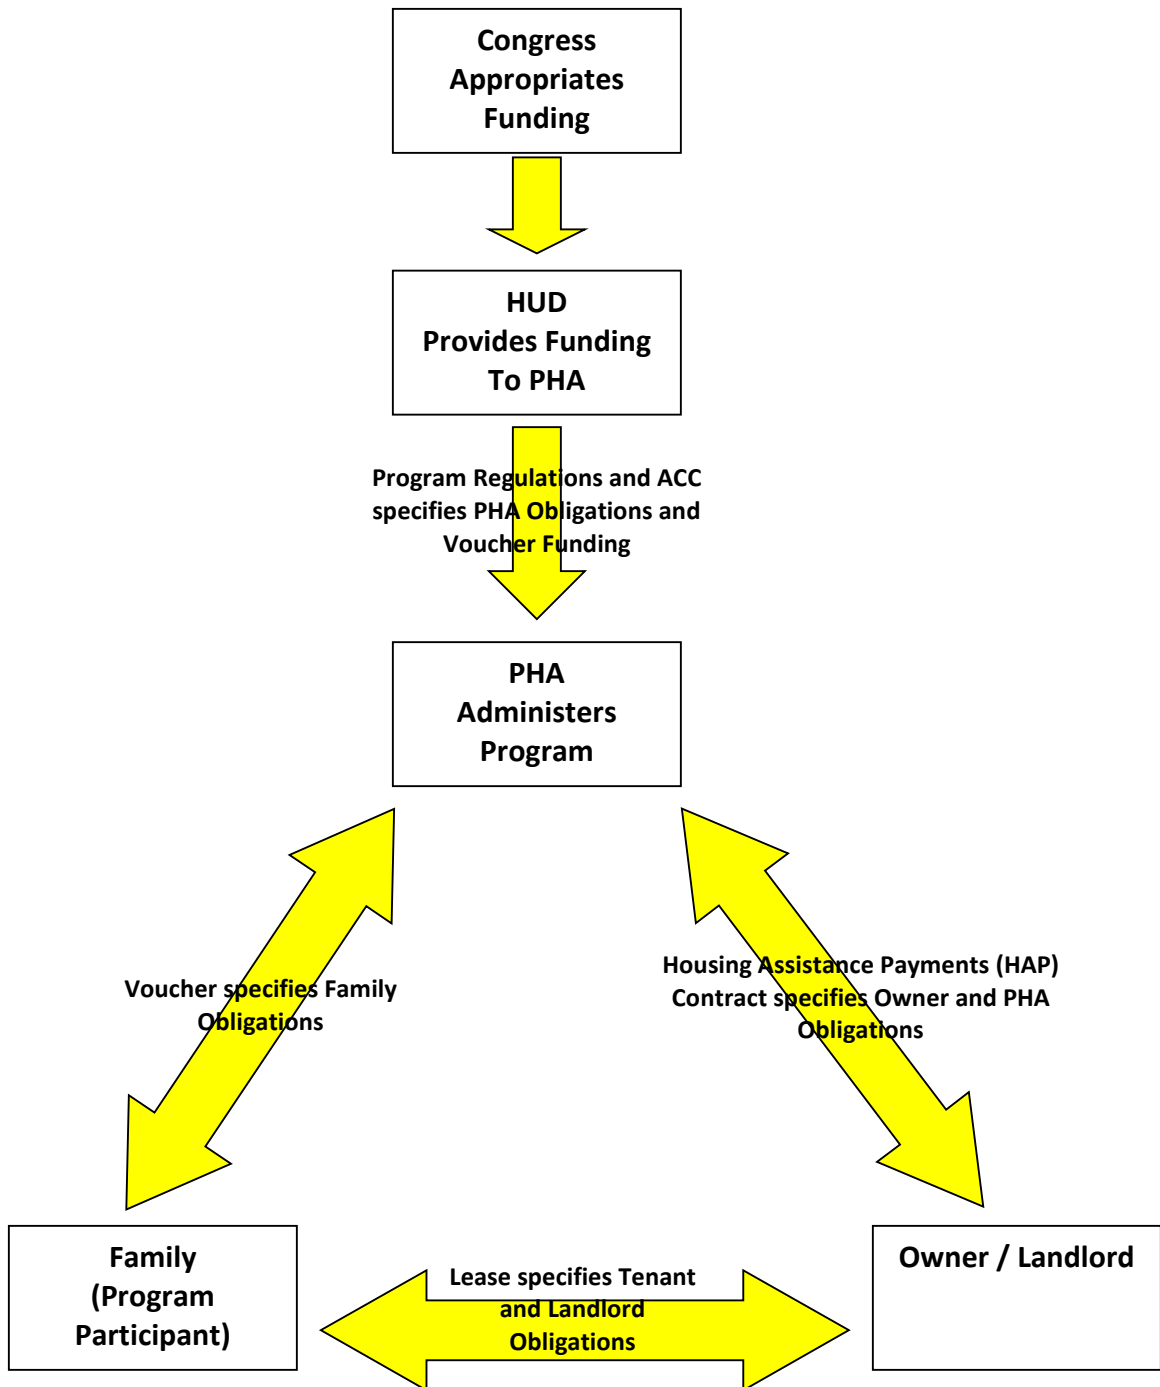 Congress
Appropriates
Funding
HUD
Provides Funding
To PHA
Program Regulations and ACC
specifies PHA Obligations and
Voucher Funding
PHA
Administers
Program
Voucher specifies Family
Obligations
Housing Assistance Payments (HAP)
Contract specifies Owner and PHA
Obligations
Family
(Program
Participant)
Lease specifies Tenant
and Landlord
Obligations
Owner / Landlord